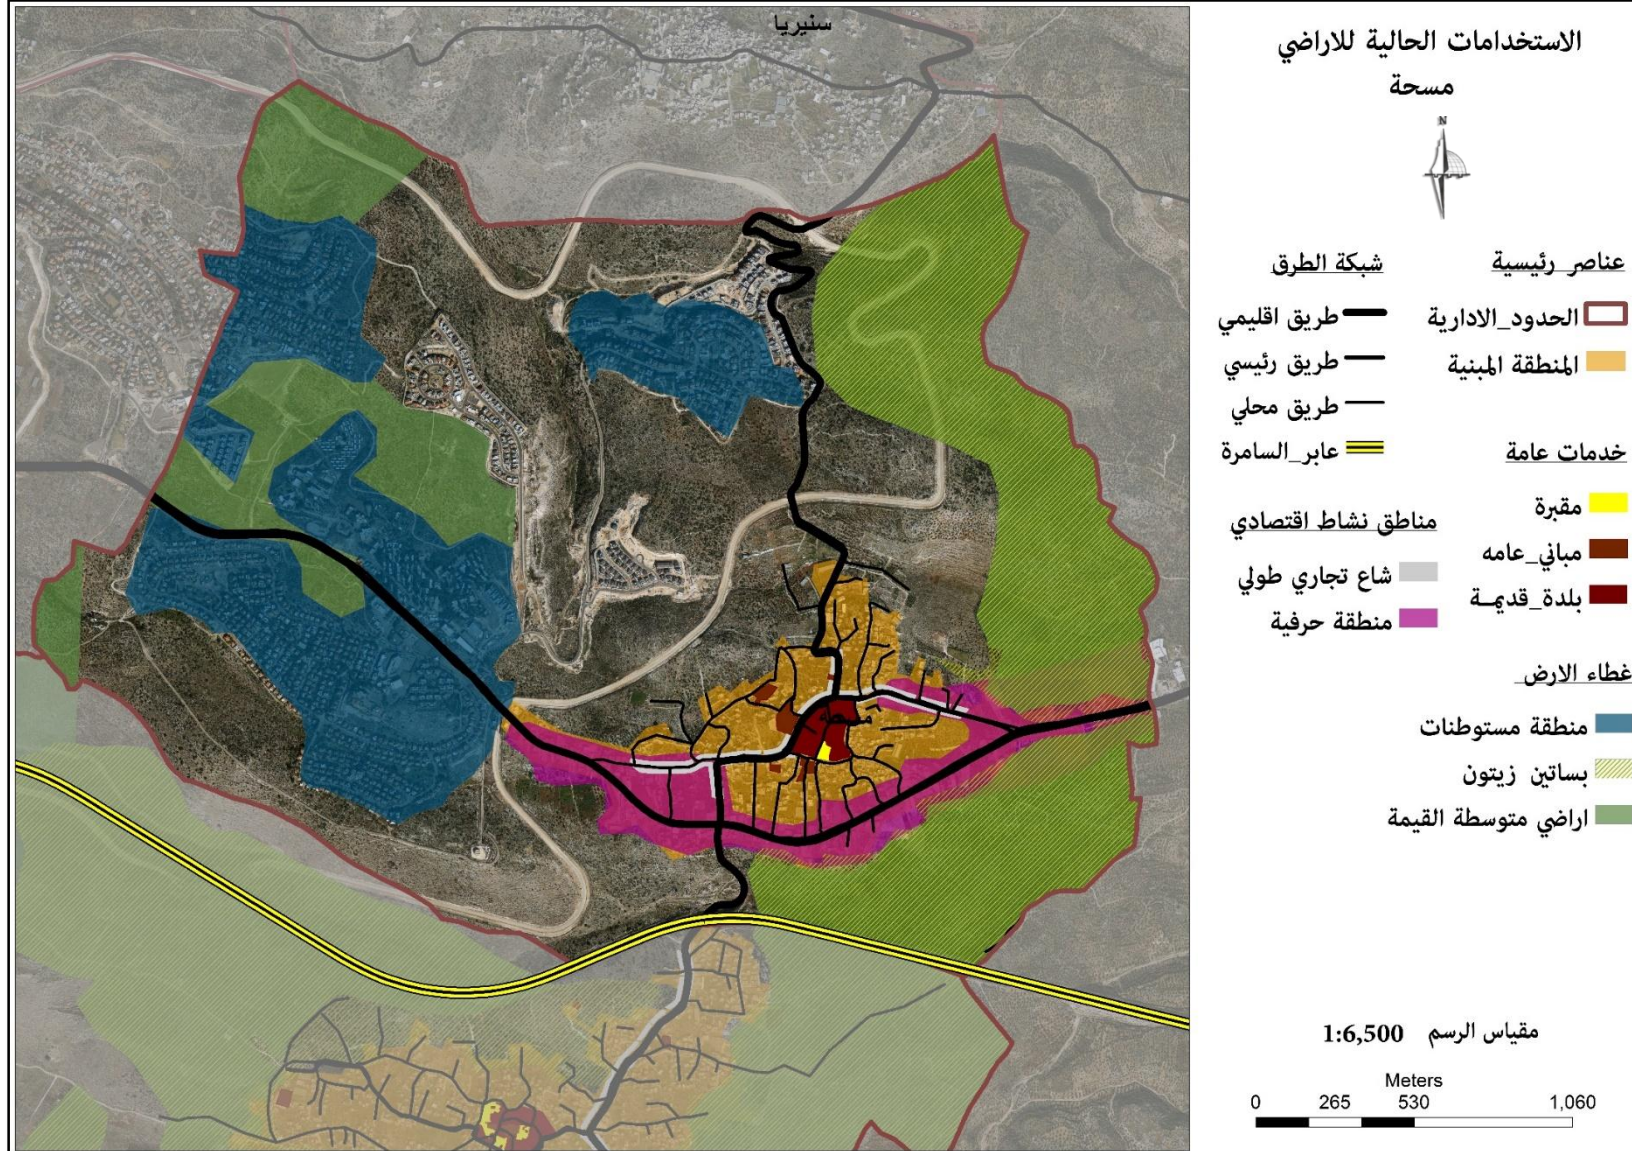 سنيريا
مسحة
الاستخدامات الحالية للاراضي
مسحة
N
عناصر رئيسية
الحدود_الادارية
المنطقة المبنية
خدمات عامة
مقبرة
مباني_عامه
بلدة_قديمـة
غطاء الارض
منطقة مستوطنات
بساتين زيتون
اراضي متوسطة القيمة
شبكة الطرق
طريق اقليمي
طريق رئيسي
طريق محلي
عابر_السامرة
مناطق نشاط اقتصادي
شاع تجاري طولي
منطقة حرفية
مقياس الرسم 1:6,500
Meters
0 265 530 1,060